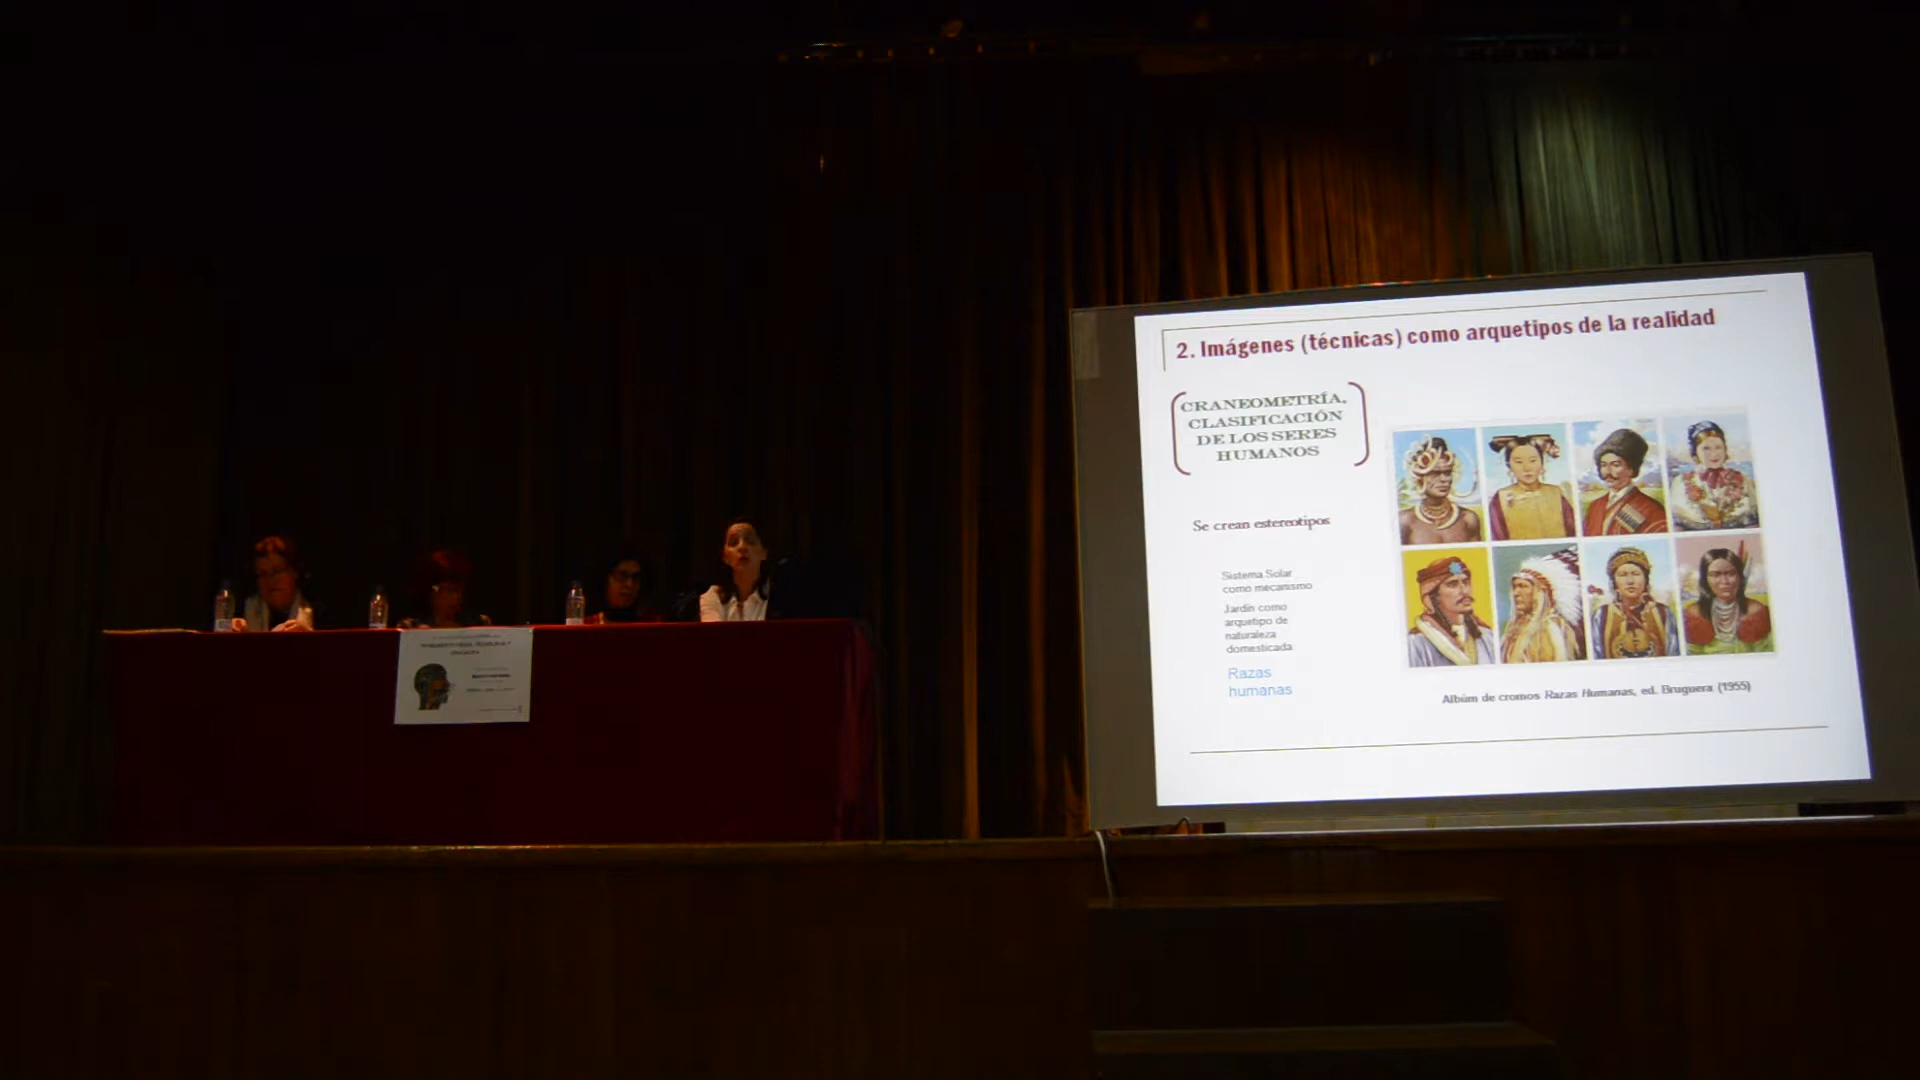 2. Imágenes (técnicas) como arquetipos de la realidad
CRANEOMETRÍA.
CLASIFICACIÓN
DE LOS SERES
HUMANOS
Se crean estereotipos
Sistema Solar
como mecanismo
Jardín como
arquetipo de
naturaleza
domesticada
Razas
humanas
Albúm de cromos Razas Humanas, ed. Bruguera (1955)